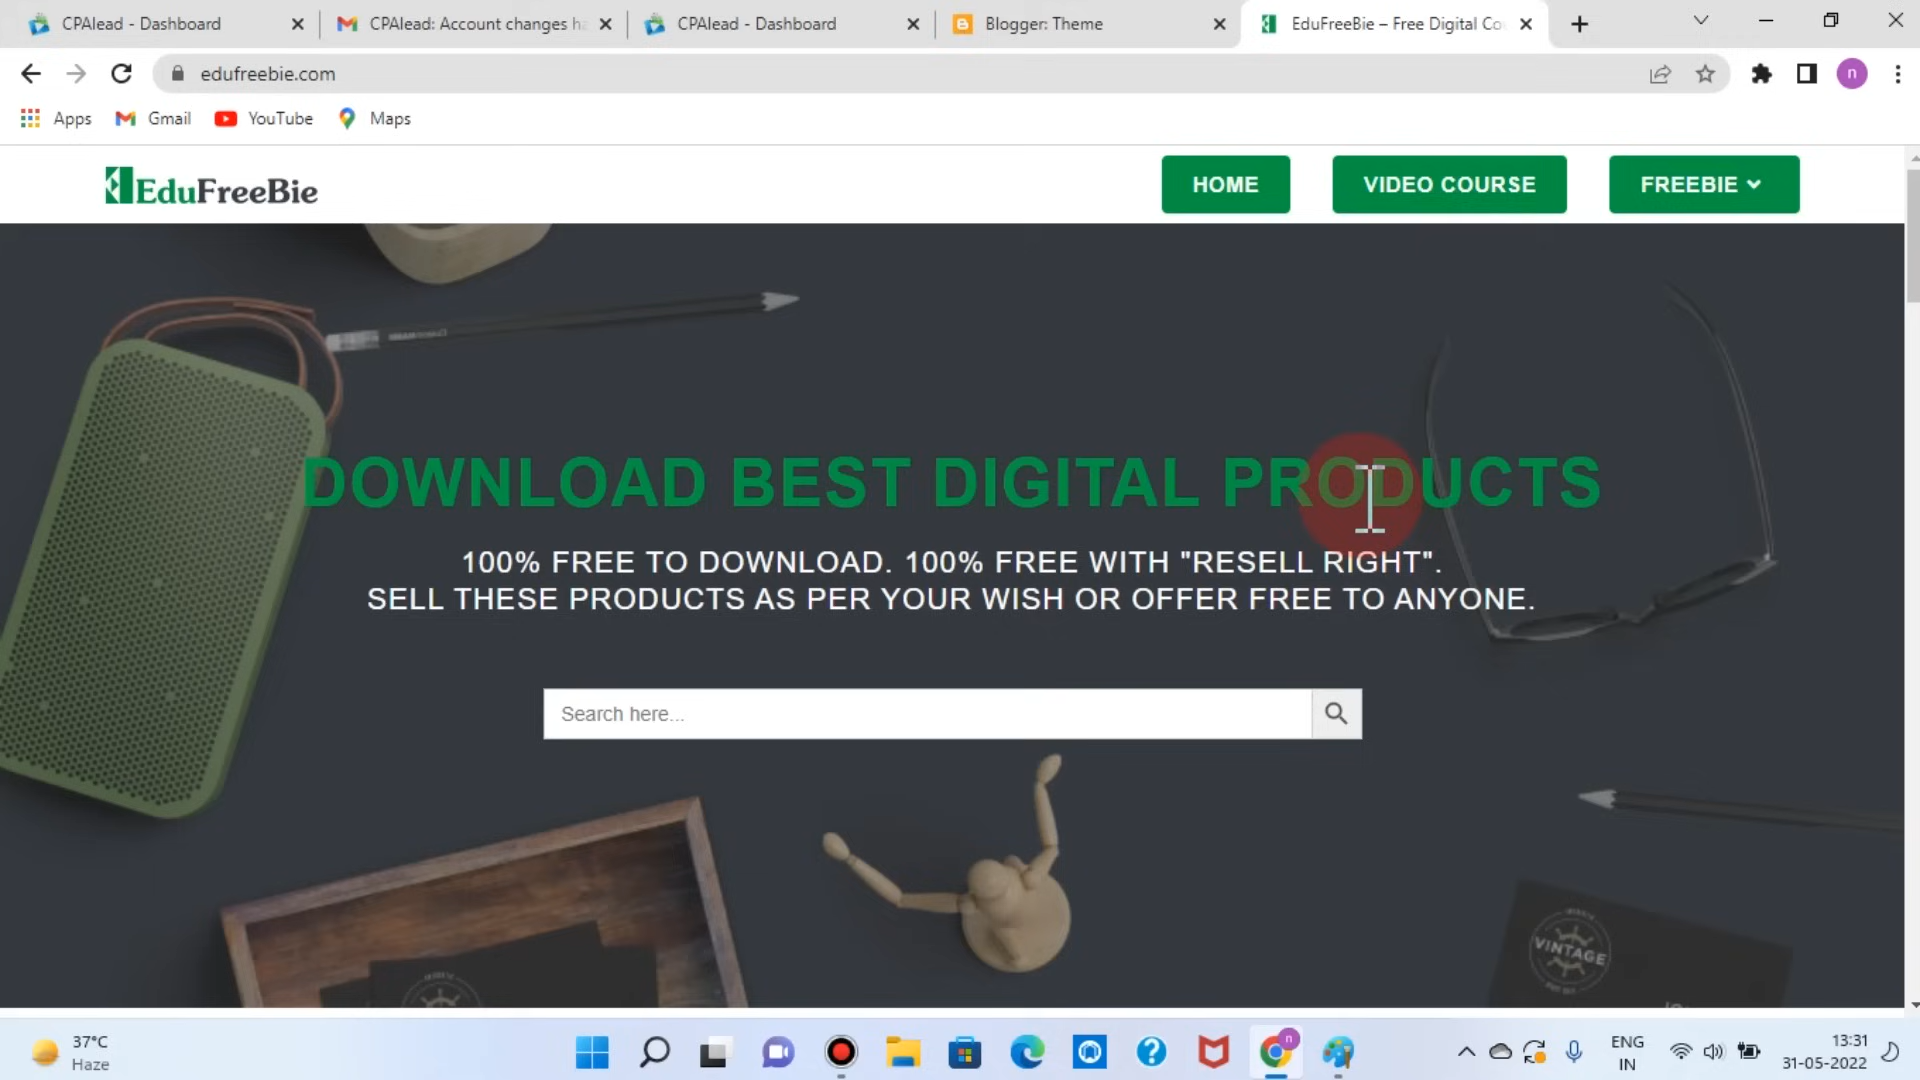 CPAlead - Dashboard
CPAlead: Account changes ha
CPAlead - Dashboard
Blogger: Theme
EduFreeBie – Free Digital Co
edufreebie.com
n
Apps
Gmail
YouTube
Maps
EduFreeBie
HOME
VIDEO COURSE
FREEBIE
DOWNLOAD BEST DIGITAL PRODUCTS
100% FREE TO DOWNLOAD. 100% FREE WITH "RESELL RIGHT".
SELL THESE PRODUCTS AS PER YOUR WISH OR OFFER FREE TO ANYONE.
Search here...
VINTAGE
37°C
Haze
n
ENG
IN
13:31
31-05-2022